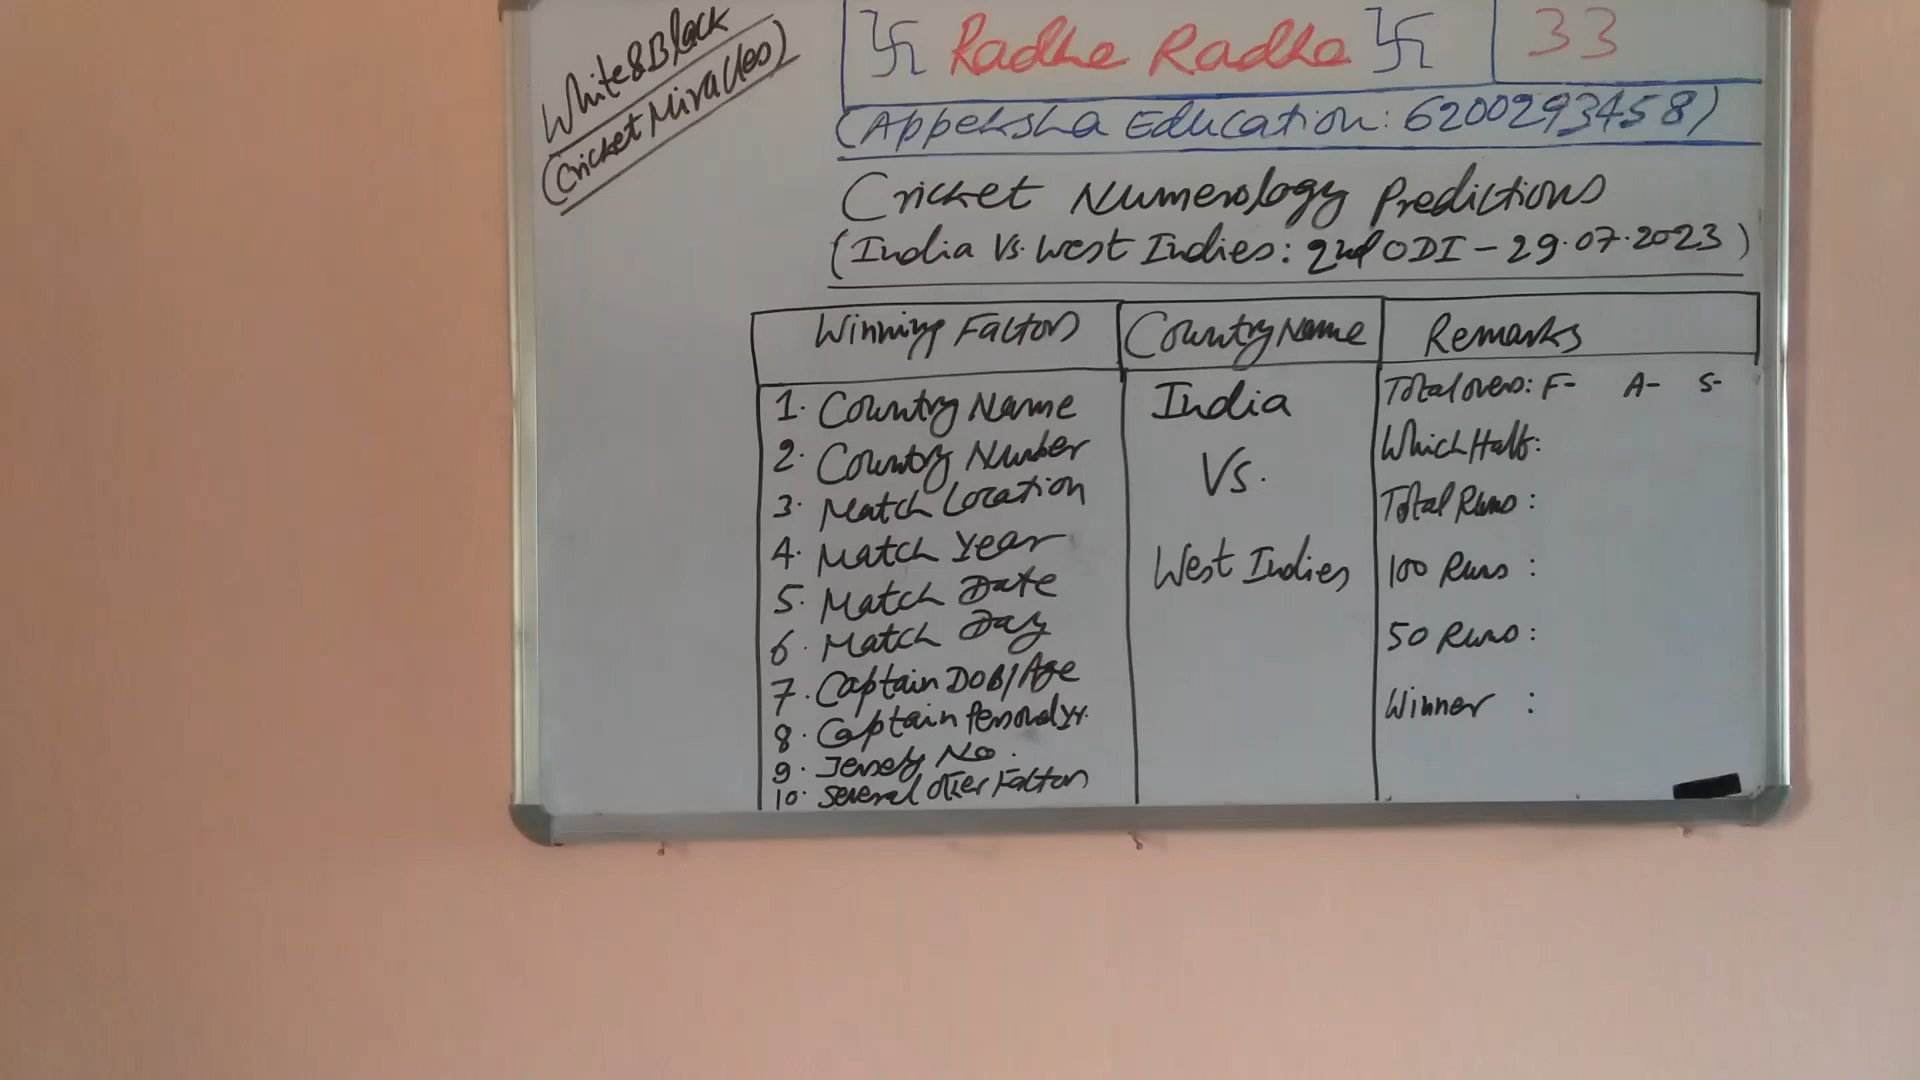 White&Black
(Cricket Miracles)
卐 Radhe Radhe 卐 33
(Appeksha Education: 6200293458)
Cricket Numerology Predictions
(India Vs. West Indies: 2nd ODI - 29.07.2023)
Winning Factors
Country Name
Remarks
1. Country Name
2. Country Number
3. Match Location
4. Match Year
5. Match Date
6. Match Day
7. Captain DOB/Age
8. Captain Personal Yr.
9. Jersey No.
10. Several Other Factors
India
Vs.
West Indies
Total overs: F- A- S-
Which Half:
Total Runs:
100 Runs :
50 Runs:
Winner :